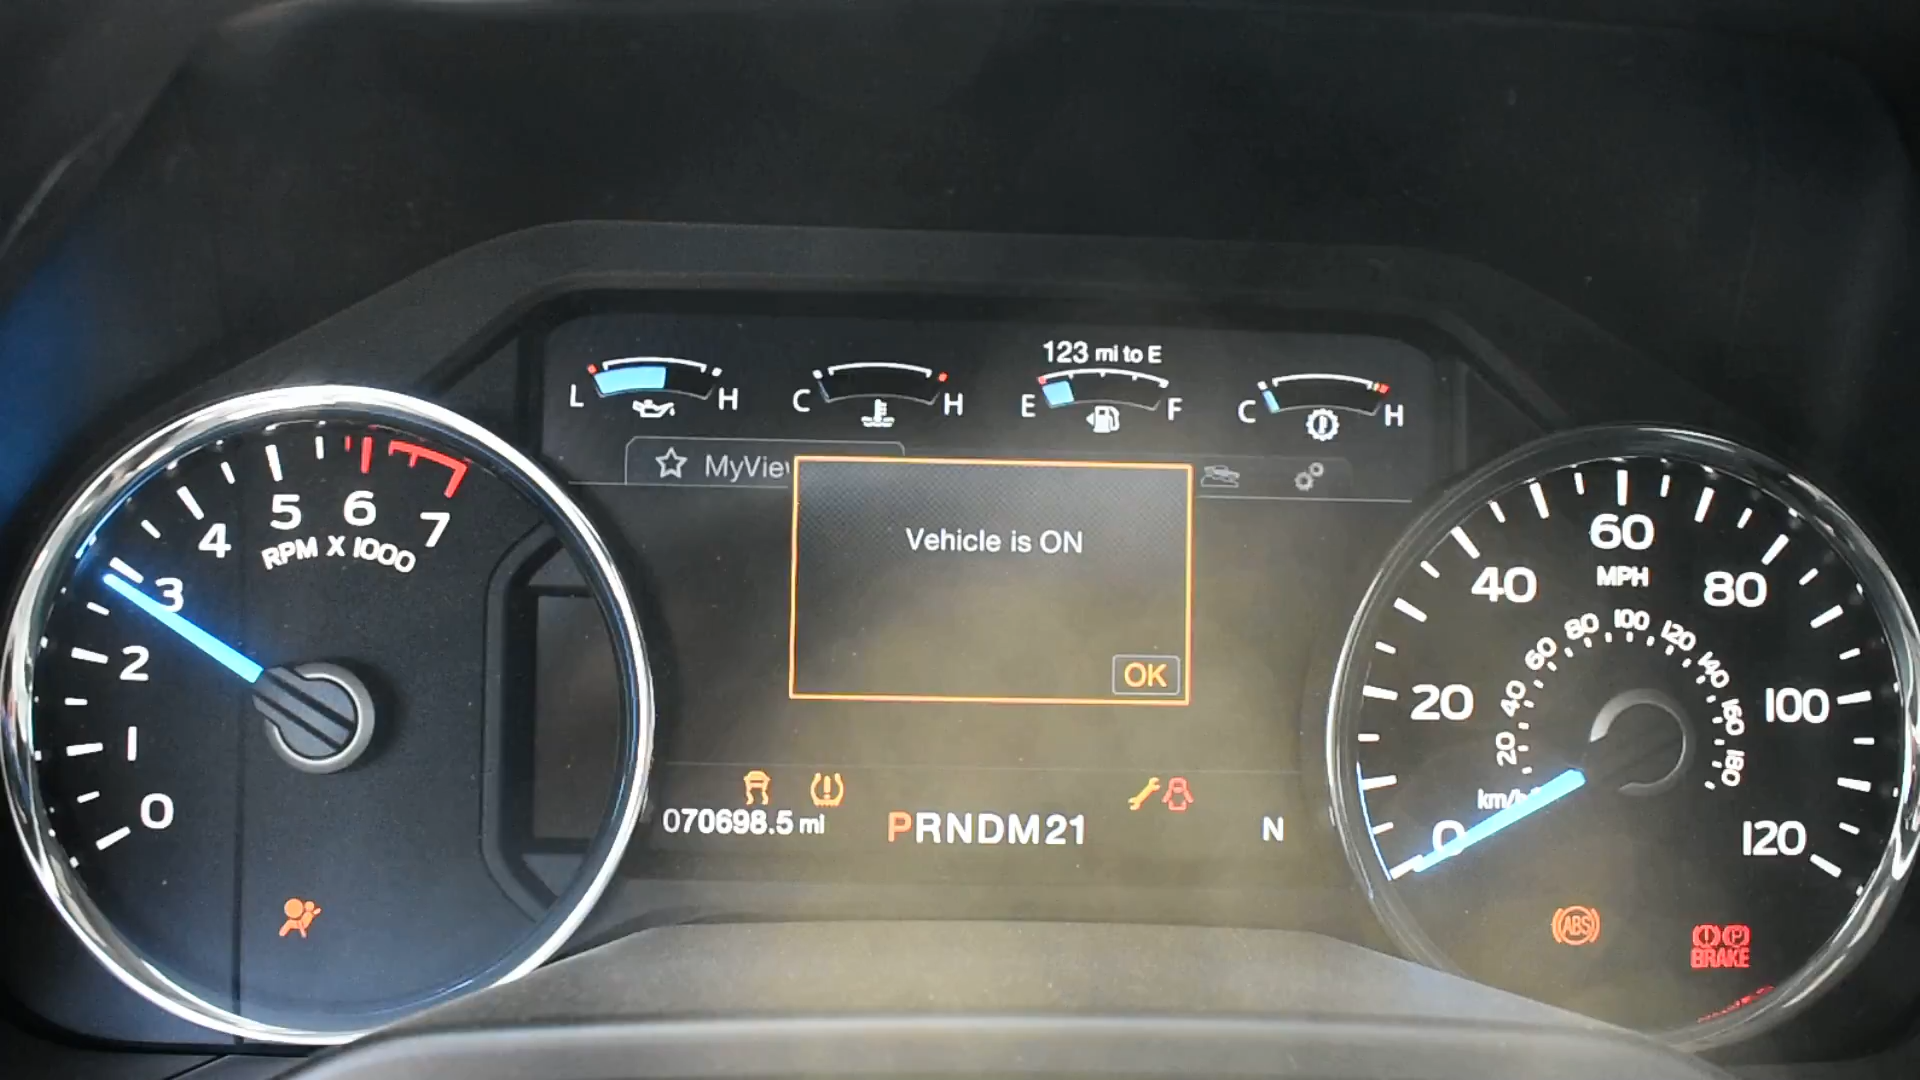 123 mi to E
L H
C H
E F
C H
MyVie
Vehicle is ON
OK
0 1 2 3 4 5 6 7
RPM X 1000
0 20 40 60 80 100 120
MPH
20 40 60 80 100 120 140 160 180
km/h
070698.5 mi
PRNDM21
N
ABS
P
BRAKE